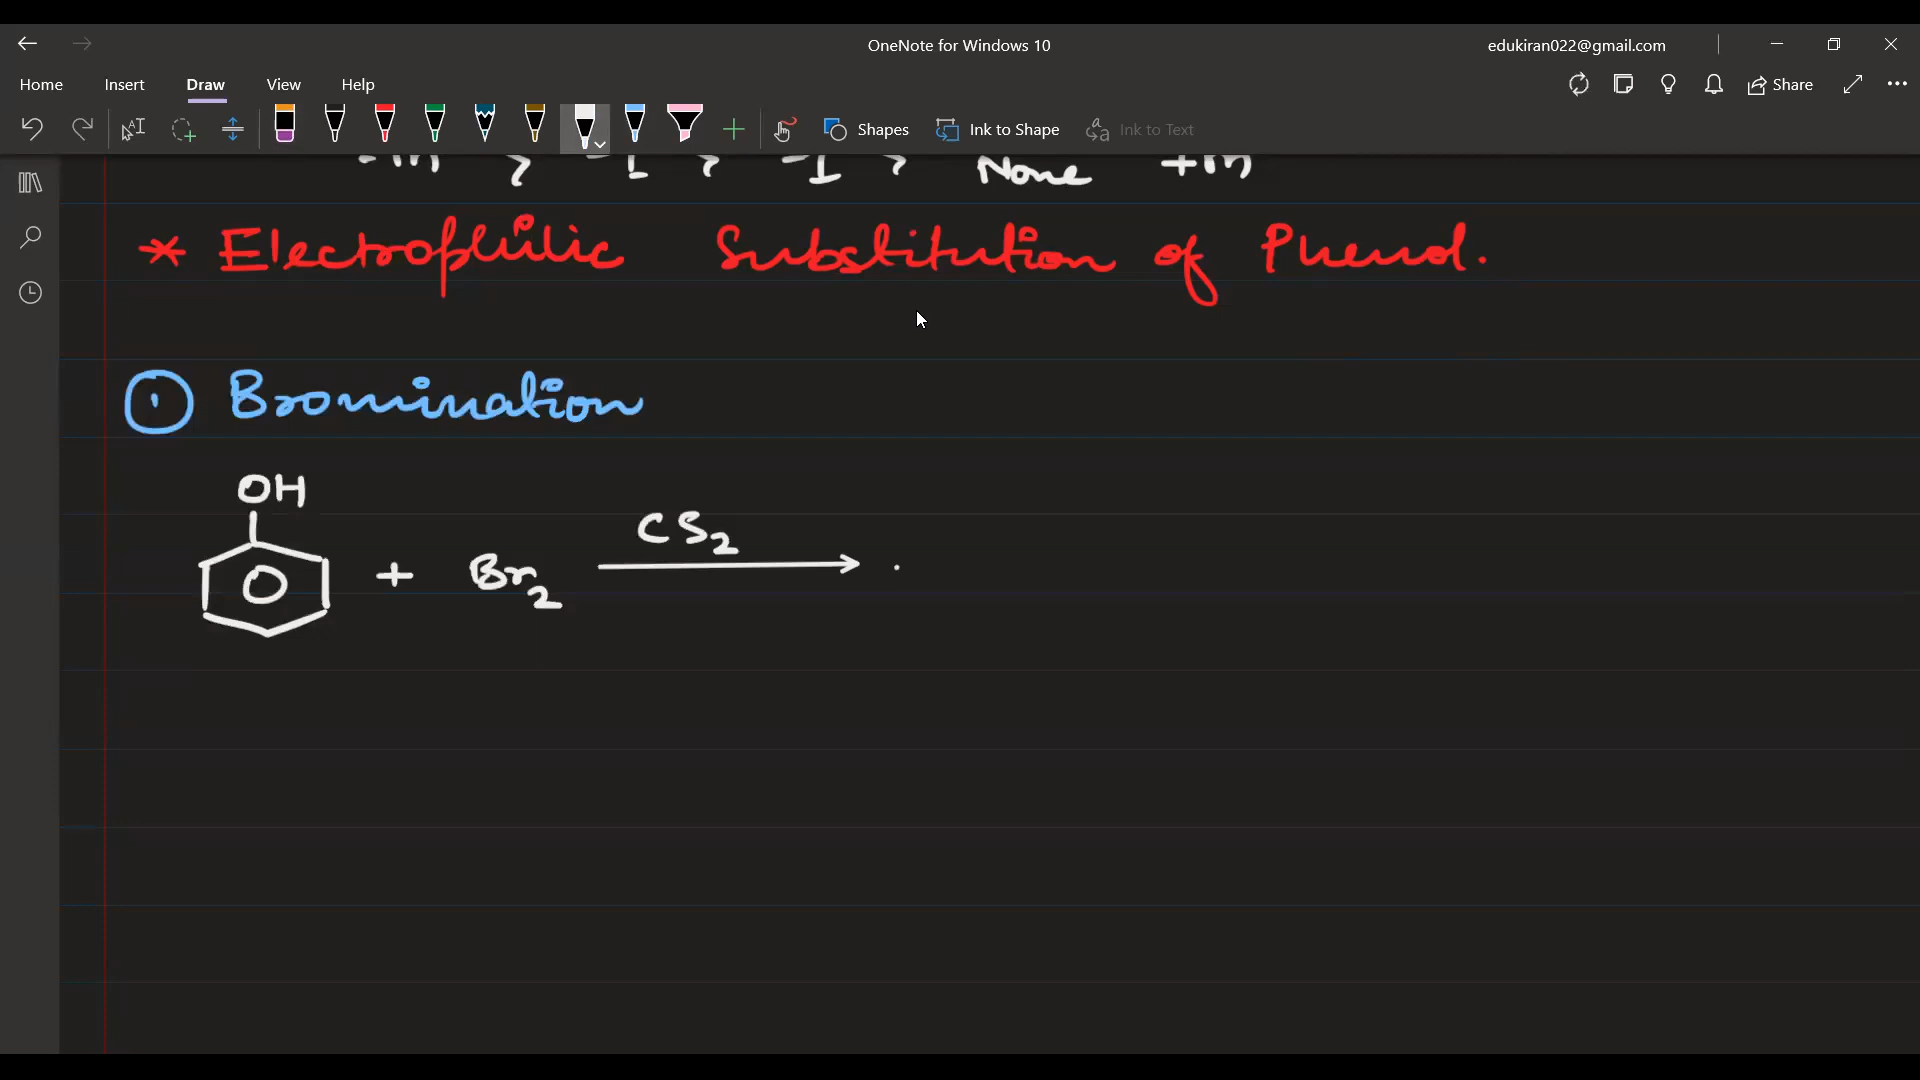 OneNote for Windows 10
edukiran022@gmail.com
Home Insert Draw View Help
Share
Shapes Ink to Shape Ink to Text
-m > -I > -I > None +m
* Electrophilic Substitution of Phenol.
① Bromination
OH
CS₂
+ Br₂ ⟶ .